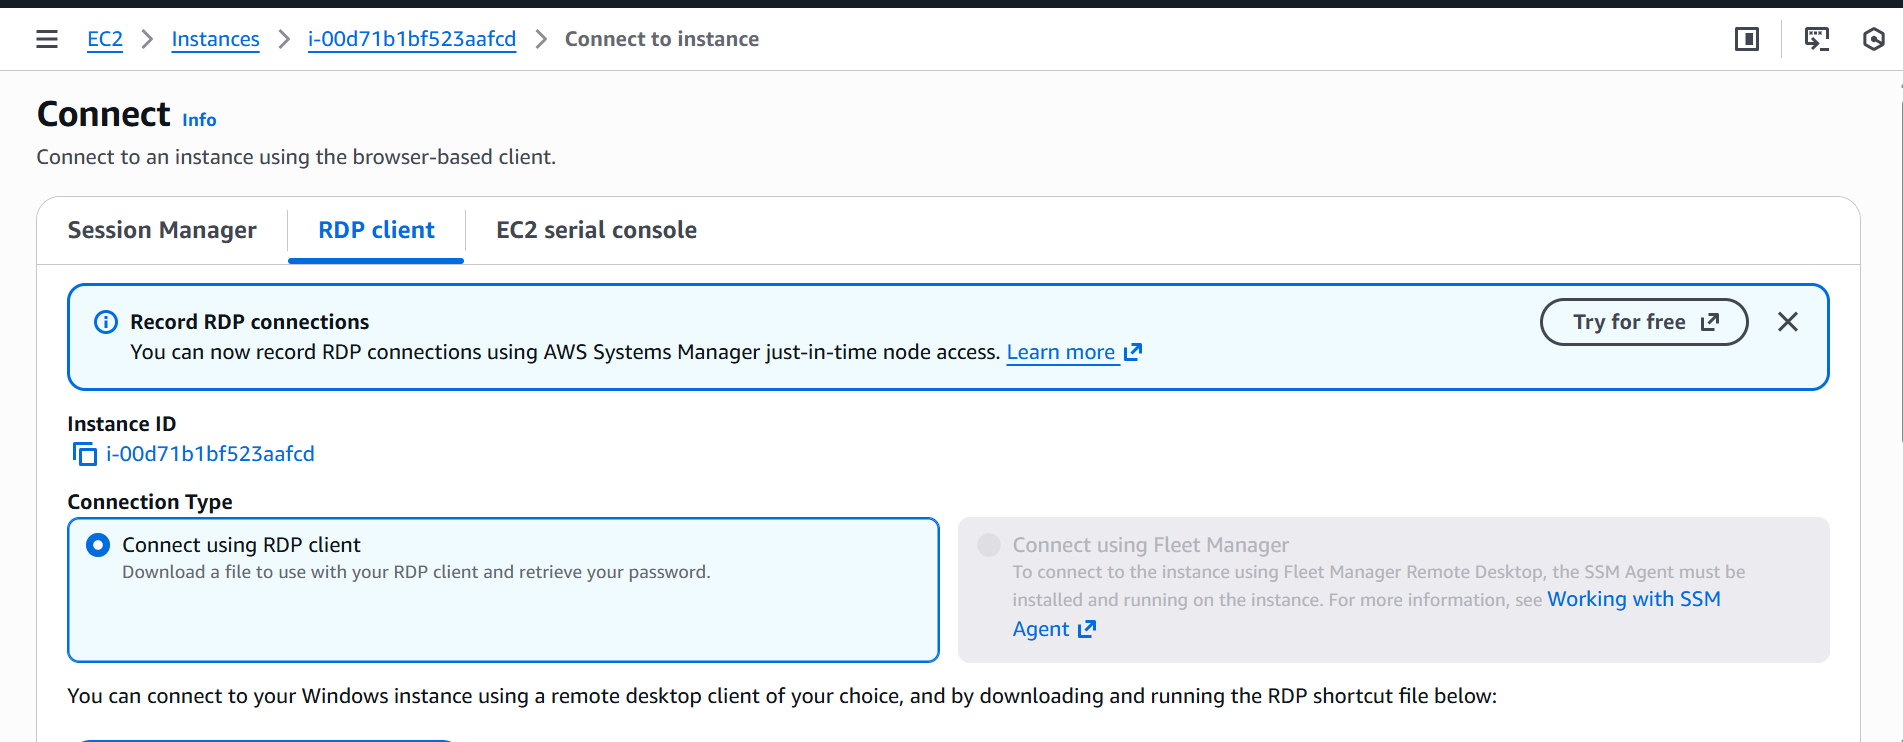 EC2 Instances i-00d71b1bf523aafcd Connect to instance
Connect Info
Connect to an instance using the browser-based client.
Session Manager RDP client EC2 serial console
Record RDP connections
You can now record RDP connections using AWS Systems Manager just-in-time node access. Learn more
Try for free
Instance ID
i-00d71b1bf523aafcd
Connection Type
Connect using RDP client
Download a file to use with your RDP client and retrieve your password.
Connect using Fleet Manager
To connect to the instance using Fleet Manager Remote Desktop, the SSM Agent must be
installed and running on the instance. For more information, see Working with SSM
Agent
You can connect to your Windows instance using a remote desktop client of your choice, and by downloading and running the RDP shortcut file below: